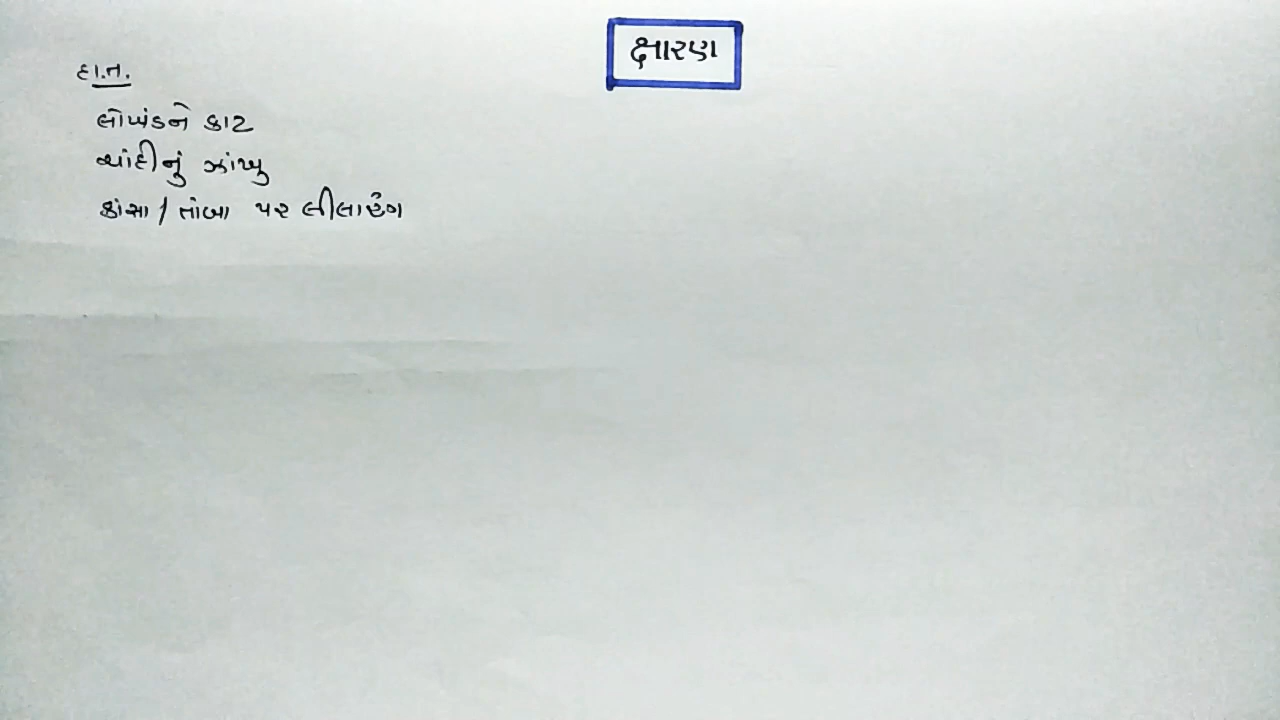 ક્ષારણ
દા.ત.
લોખંડને કાટ
ચાંદીનું ઝાંખુ
કાંસા / તાંબા પર લીલારંગ